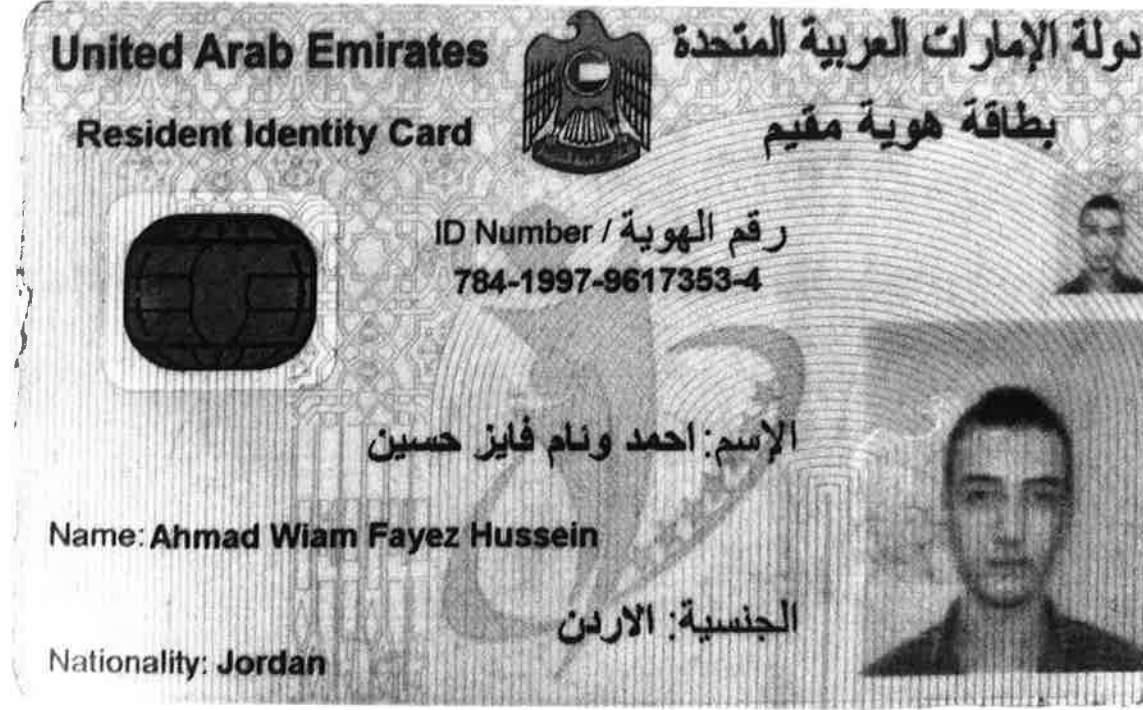 United Arab Emirates
دولة الإمارات العربية المتحدة
Resident Identity Card
بطاقة هوية مقيم
ID Number / رقم الهوية
784-1997-9617353-4
الإسم: احمد ونام فايز حسين
Name: Ahmad Wiam Fayez Hussein
الجنسية: الاردن
Nationality: Jordan